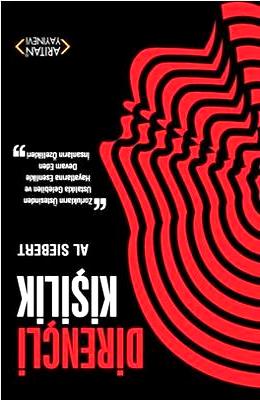 DİRENÇLİ
KİŞİLİK
AL SIEBERT
“Zorlukların Üstesinden
Ustalıkla Gelebilen ve
Hayatlarına Esenlikle
Devam Eden
İnsanların Özellikleri”
ARITAN
YAYINEVİ